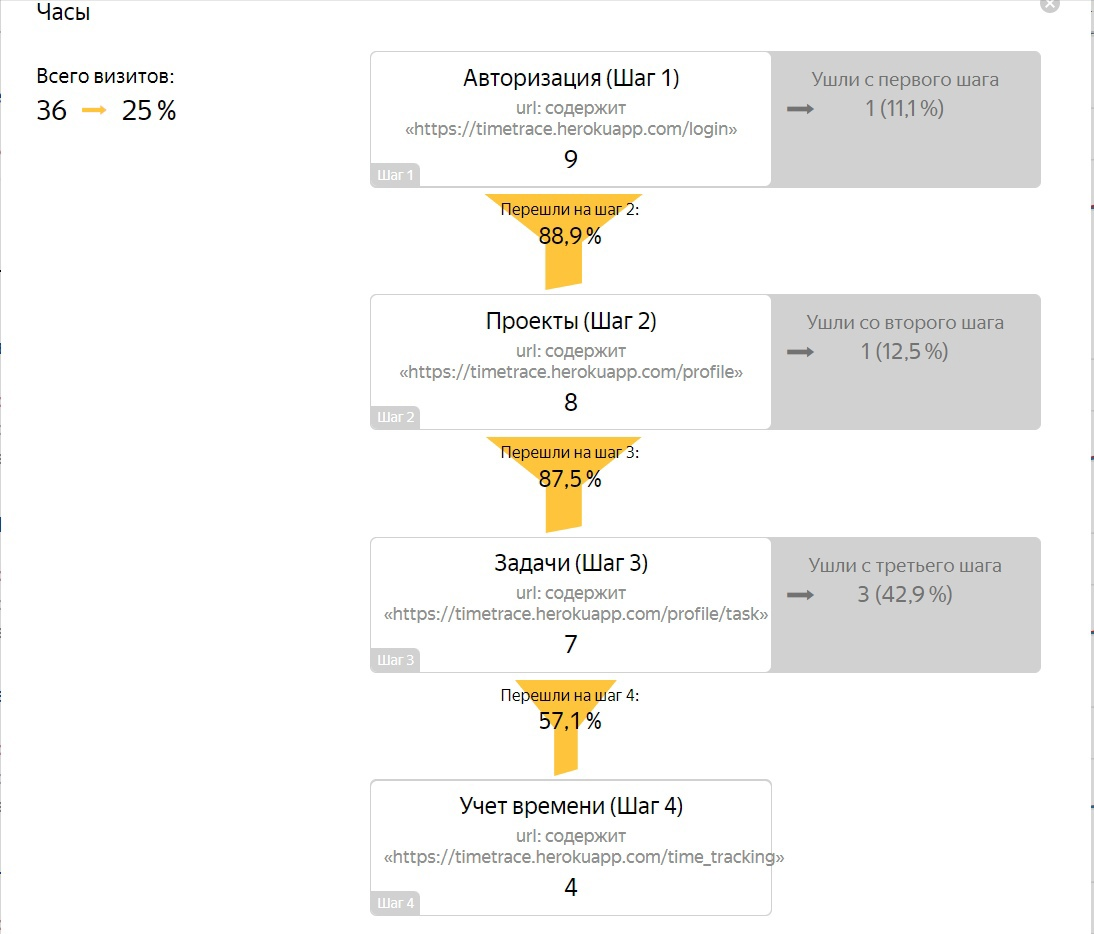 Часы
Всего визитов:
36 25 %
Авторизация (Шаг 1)
url: содержит
«https://timetrace.herokuapp.com/login»
9
Шаг 1
Ушли с первого шага
1 (11,1 %)
Перешли на шаг 2:
88,9 %
Проекты (Шаг 2)
url: содержит
«https://timetrace.herokuapp.com/profile»
8
Шаг 2
Ушли со второго шага
1 (12,5 %)
Перешли на шаг 3:
87,5 %
Задачи (Шаг 3)
url: содержит
«https://timetrace.herokuapp.com/profile/task»
7
Шаг 3
Ушли с третьего шага
3 (42,9 %)
Перешли на шаг 4:
57,1 %
Учет времени (Шаг 4)
url: содержит
«https://timetrace.herokuapp.com/time_tracking»
4
Шаг 4